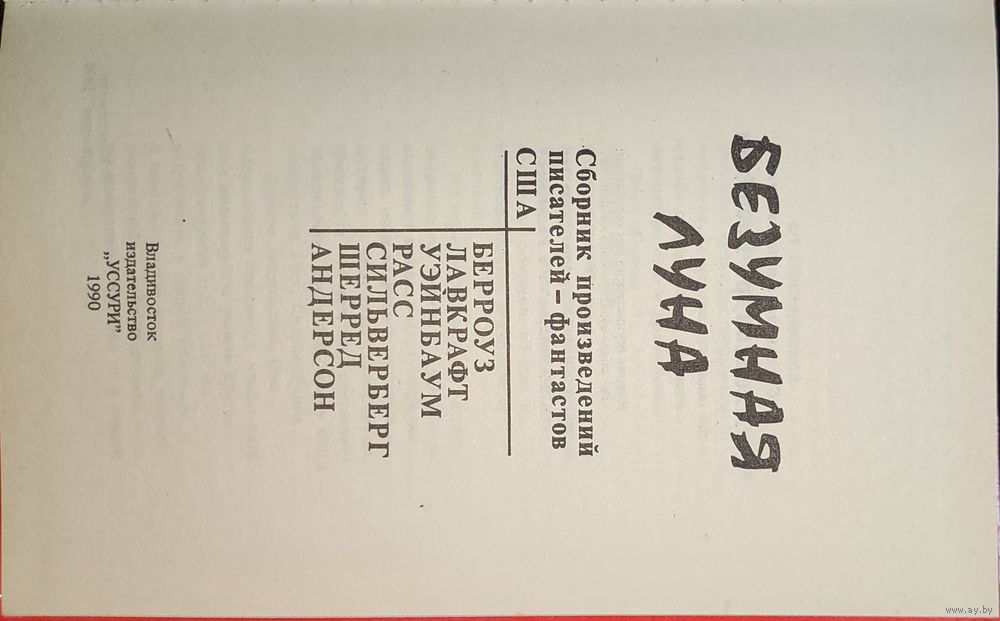 БЕЗУМНАЯ
ЛУНА
Сборник произведений
писателей – фантастов
США
БЕРРОУЗ
ЛАВКРАФТ
УЭЙНБАУМ
РАСС
СИЛЬВЕРБЕРГ
ШЕРРЕД
АНДЕРСОН
Владивосток
издательство
„УССУРИ”
1990
www.ay.by